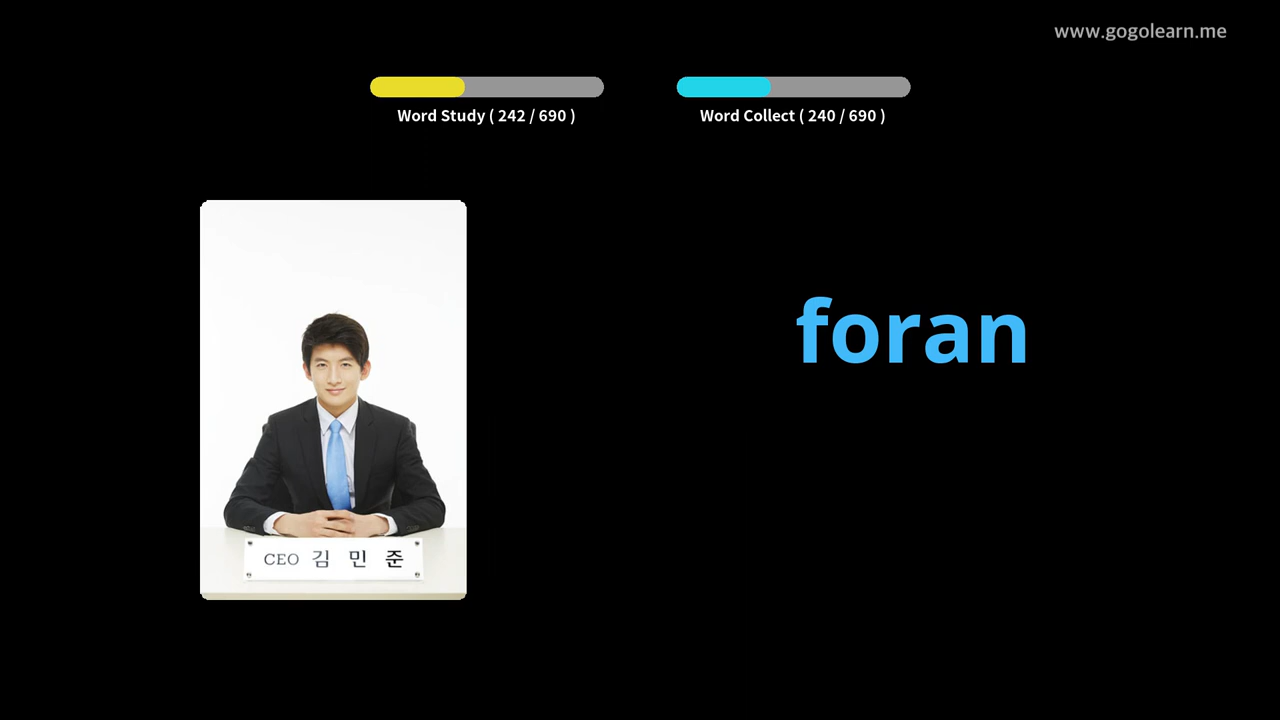 www.gogolearn.me
Word Study ( 242 / 690 )
Word Collect ( 240 / 690 )
foran
CEO 김 민 준